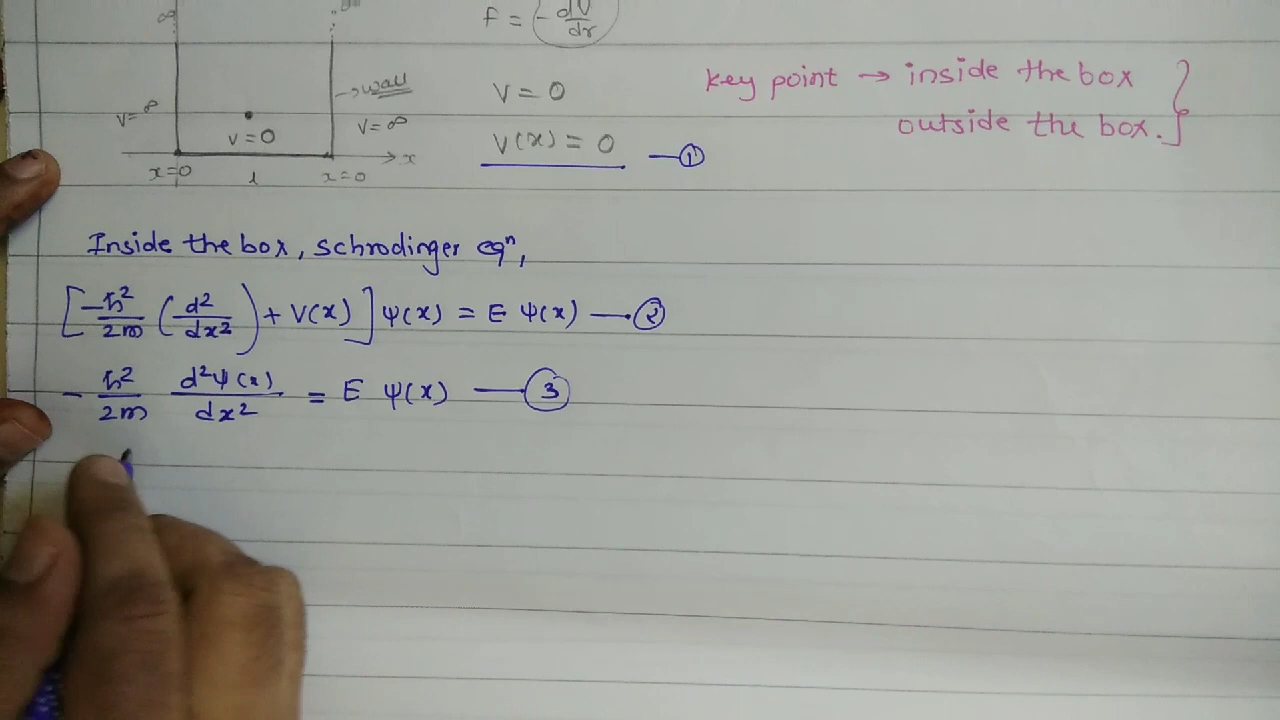 ∞
f = -dV/dr
V = 0
key point → inside the box
→ wall
V=∞
V=∞
V=0
V(x) = 0 —①
outside the box.
x=0
l
x=0
x
Inside the box, schrodinger eqⁿ,
[-ħ²/2m (d²/dx²) + V(x)] ψ(x) = E ψ(x) —②
-ħ²/2m d²ψ(x)/dx² = E ψ(x) —③